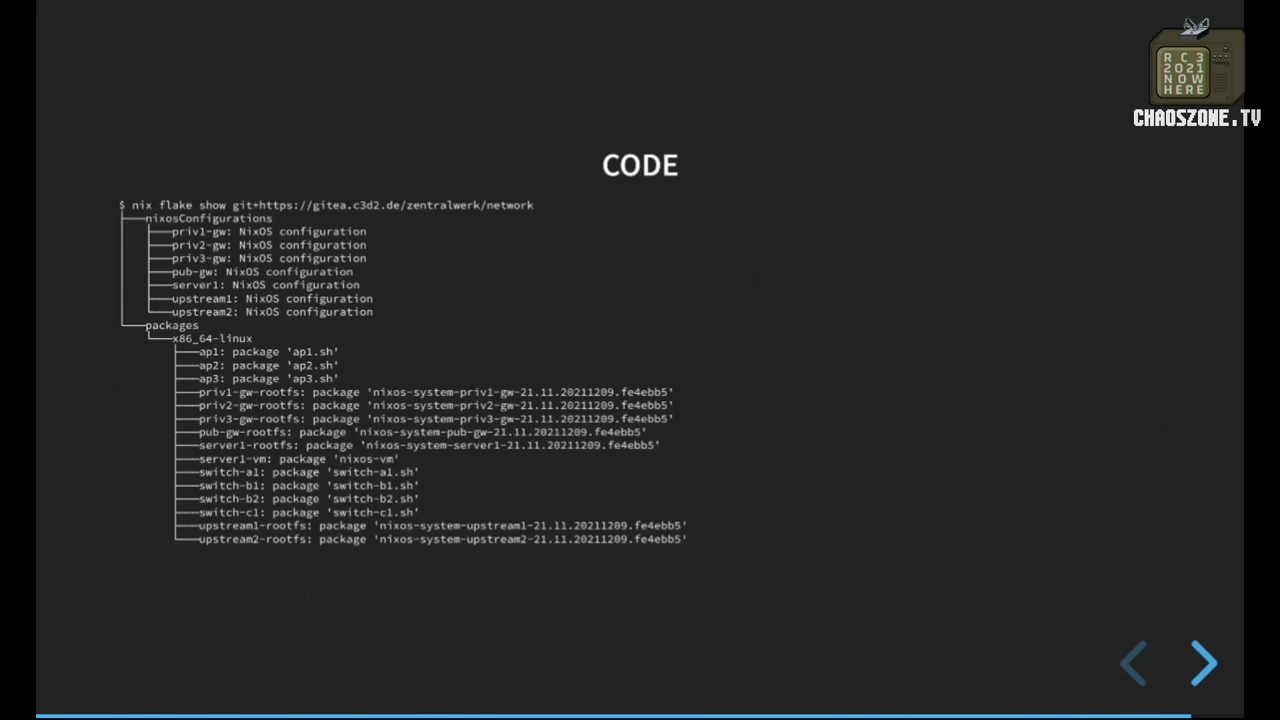 RC3
2021
NOW
HERE
CHAOSZONE.TV
CODE
$ nix flake show git+https://gitea.c3d2.de/zentralwerk/network
├───nixosConfigurations
│   ├───priv1-gw: NixOS configuration
│   ├───priv2-gw: NixOS configuration
│   ├───priv3-gw: NixOS configuration
│   ├───pub-gw: NixOS configuration
│   ├───server1: NixOS configuration
│   ├───upstream1: NixOS configuration
│   └───upstream2: NixOS configuration
└───packages
    └───x86_64-linux
        ├───ap1: package 'ap1.sh'
        ├───ap2: package 'ap2.sh'
        ├───ap3: package 'ap3.sh'
        ├───priv1-gw-rootfs: package 'nixos-system-priv1-gw-21.11.20211209.fe4ebb5'
        ├───priv2-gw-rootfs: package 'nixos-system-priv2-gw-21.11.20211209.fe4ebb5'
        ├───priv3-gw-rootfs: package 'nixos-system-priv3-gw-21.11.20211209.fe4ebb5'
        ├───pub-gw-rootfs: package 'nixos-system-pub-gw-21.11.20211209.fe4ebb5'
        ├───server1-rootfs: package 'nixos-system-server1-21.11.20211209.fe4ebb5'
        ├───server1-vm: package 'nixos-vm'
        ├───switch-a1: package 'switch-a1.sh'
        ├───switch-b1: package 'switch-b1.sh'
        ├───switch-b2: package 'switch-b2.sh'
        ├───switch-c1: package 'switch-c1.sh'
        ├───upstream1-rootfs: package 'nixos-system-upstream1-21.11.20211209.fe4ebb5'
        └───upstream2-rootfs: package 'nixos-system-upstream2-21.11.20211209.fe4ebb5'